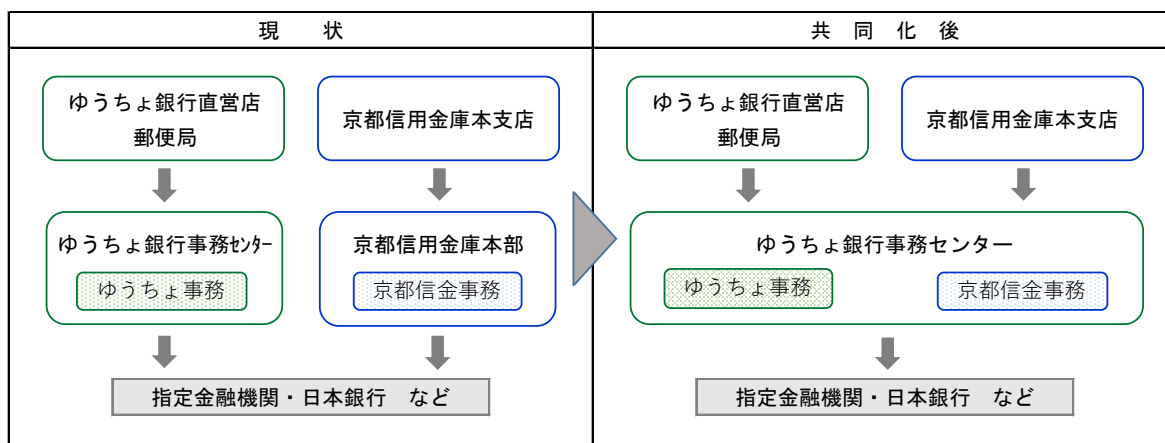 現 状
ゆうちょ銀行直営店
郵便局
京都信用金庫本支店
ゆうちょ銀行事務ｾﾝﾀｰ
ゆうちょ事務
京都信用金庫本部
京都信金事務
指定金融機関・日本銀行 など
共 同 化 後
ゆうちょ銀行直営店
郵便局
京都信用金庫本支店
ゆうちょ銀行事務センター
ゆうちょ事務
京都信金事務
指定金融機関・日本銀行 など